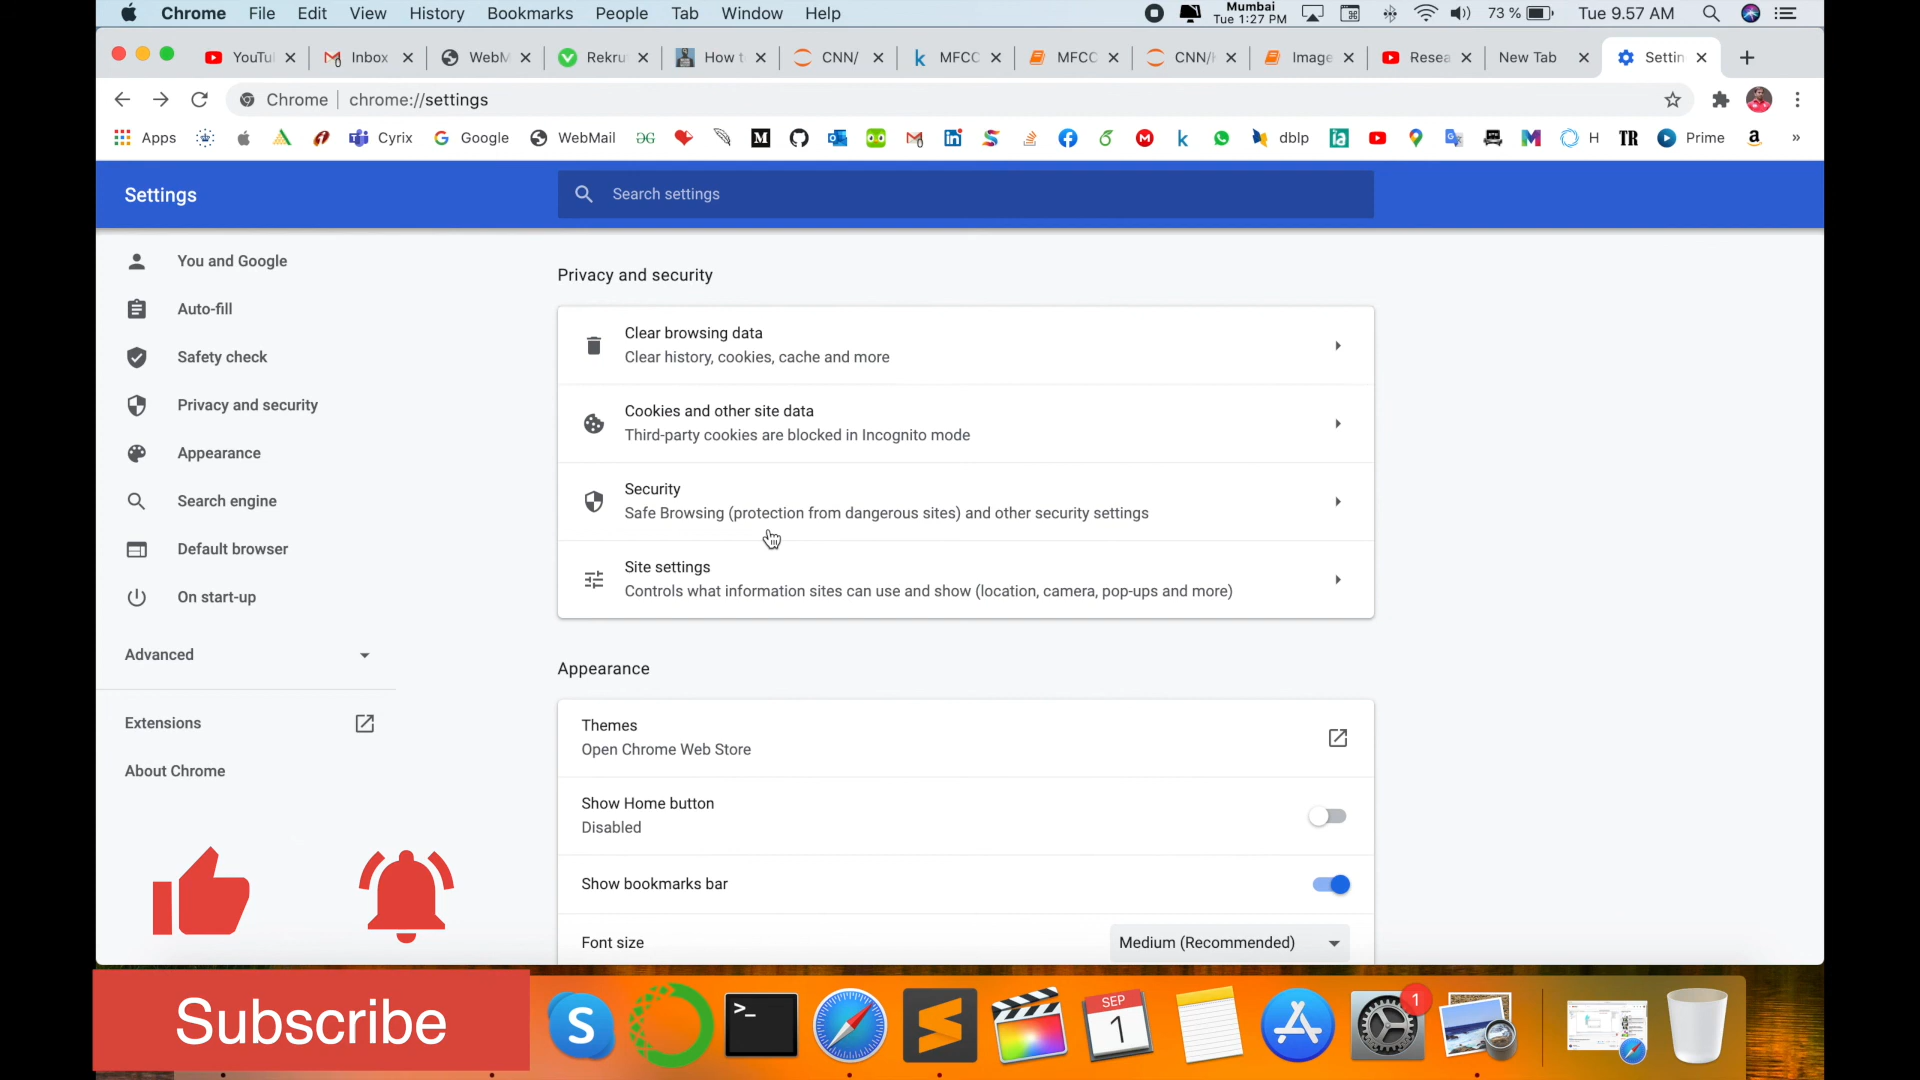 Chrome File Edit View History Bookmarks People Tab Window Help
Mumbai
Tue 1:27 PM
73 % Tue 9.57 AM
YouTu Inbox WebM Rekru How t CNN/ MFCC MFCC CNN/ Image Resea New Tab Settin
Chrome chrome://settings
Apps Cyrix Google WebMail dblp H TR Prime
Settings
Search settings
You and Google
Auto-fill
Safety check
Privacy and security
Appearance
Search engine
Default browser
On start-up
Advanced
Extensions
About Chrome
Privacy and security
Clear browsing data
Clear history, cookies, cache and more
Cookies and other site data
Third-party cookies are blocked in Incognito mode
Security
Safe Browsing (protection from dangerous sites) and other security settings
Site settings
Controls what information sites can use and show (location, camera, pop-ups and more)
Appearance
Themes
Open Chrome Web Store
Show Home button
Disabled
Show bookmarks bar
Font size
Medium (Recommended)
Subscribe
SEP
1
1